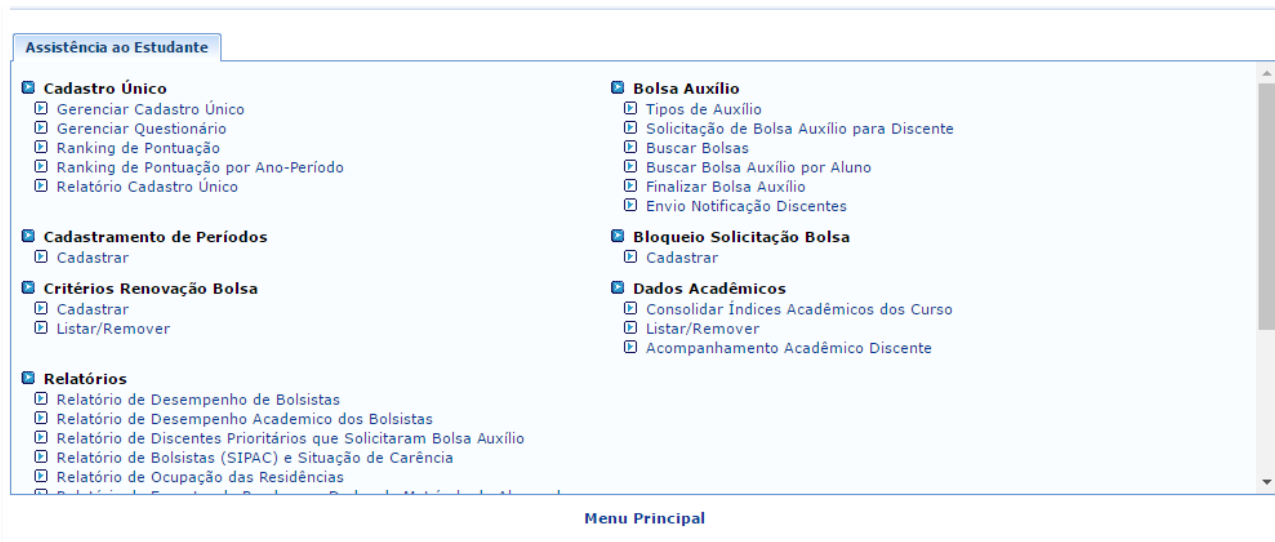 Assistência ao Estudante
Cadastro Único
Gerenciar Cadastro Único
Gerenciar Questionário
Ranking de Pontuação
Ranking de Pontuação por Ano-Período
Relatório Cadastro Único
Bolsa Auxílio
Tipos de Auxílio
Solicitação de Bolsa Auxílio para Discente
Buscar Bolsas
Buscar Bolsa Auxílio por Aluno
Finalizar Bolsa Auxílio
Envio Notificação Discentes
Cadastramento de Períodos
Cadastrar
Bloqueio Solicitação Bolsa
Cadastrar
Critérios Renovação Bolsa
Cadastrar
Listar/Remover
Dados Acadêmicos
Consolidar Índices Acadêmicos dos Curso
Listar/Remover
Acompanhamento Acadêmico Discente
Relatórios
Relatório de Desempenho de Bolsistas
Relatório de Desempenho Academico dos Bolsistas
Relatório de Discentes Prioritários que Solicitaram Bolsa Auxílio
Relatório de Bolsistas (SIPAC) e Situação de Carência
Relatório de Ocupação das Residências
Menu Principal